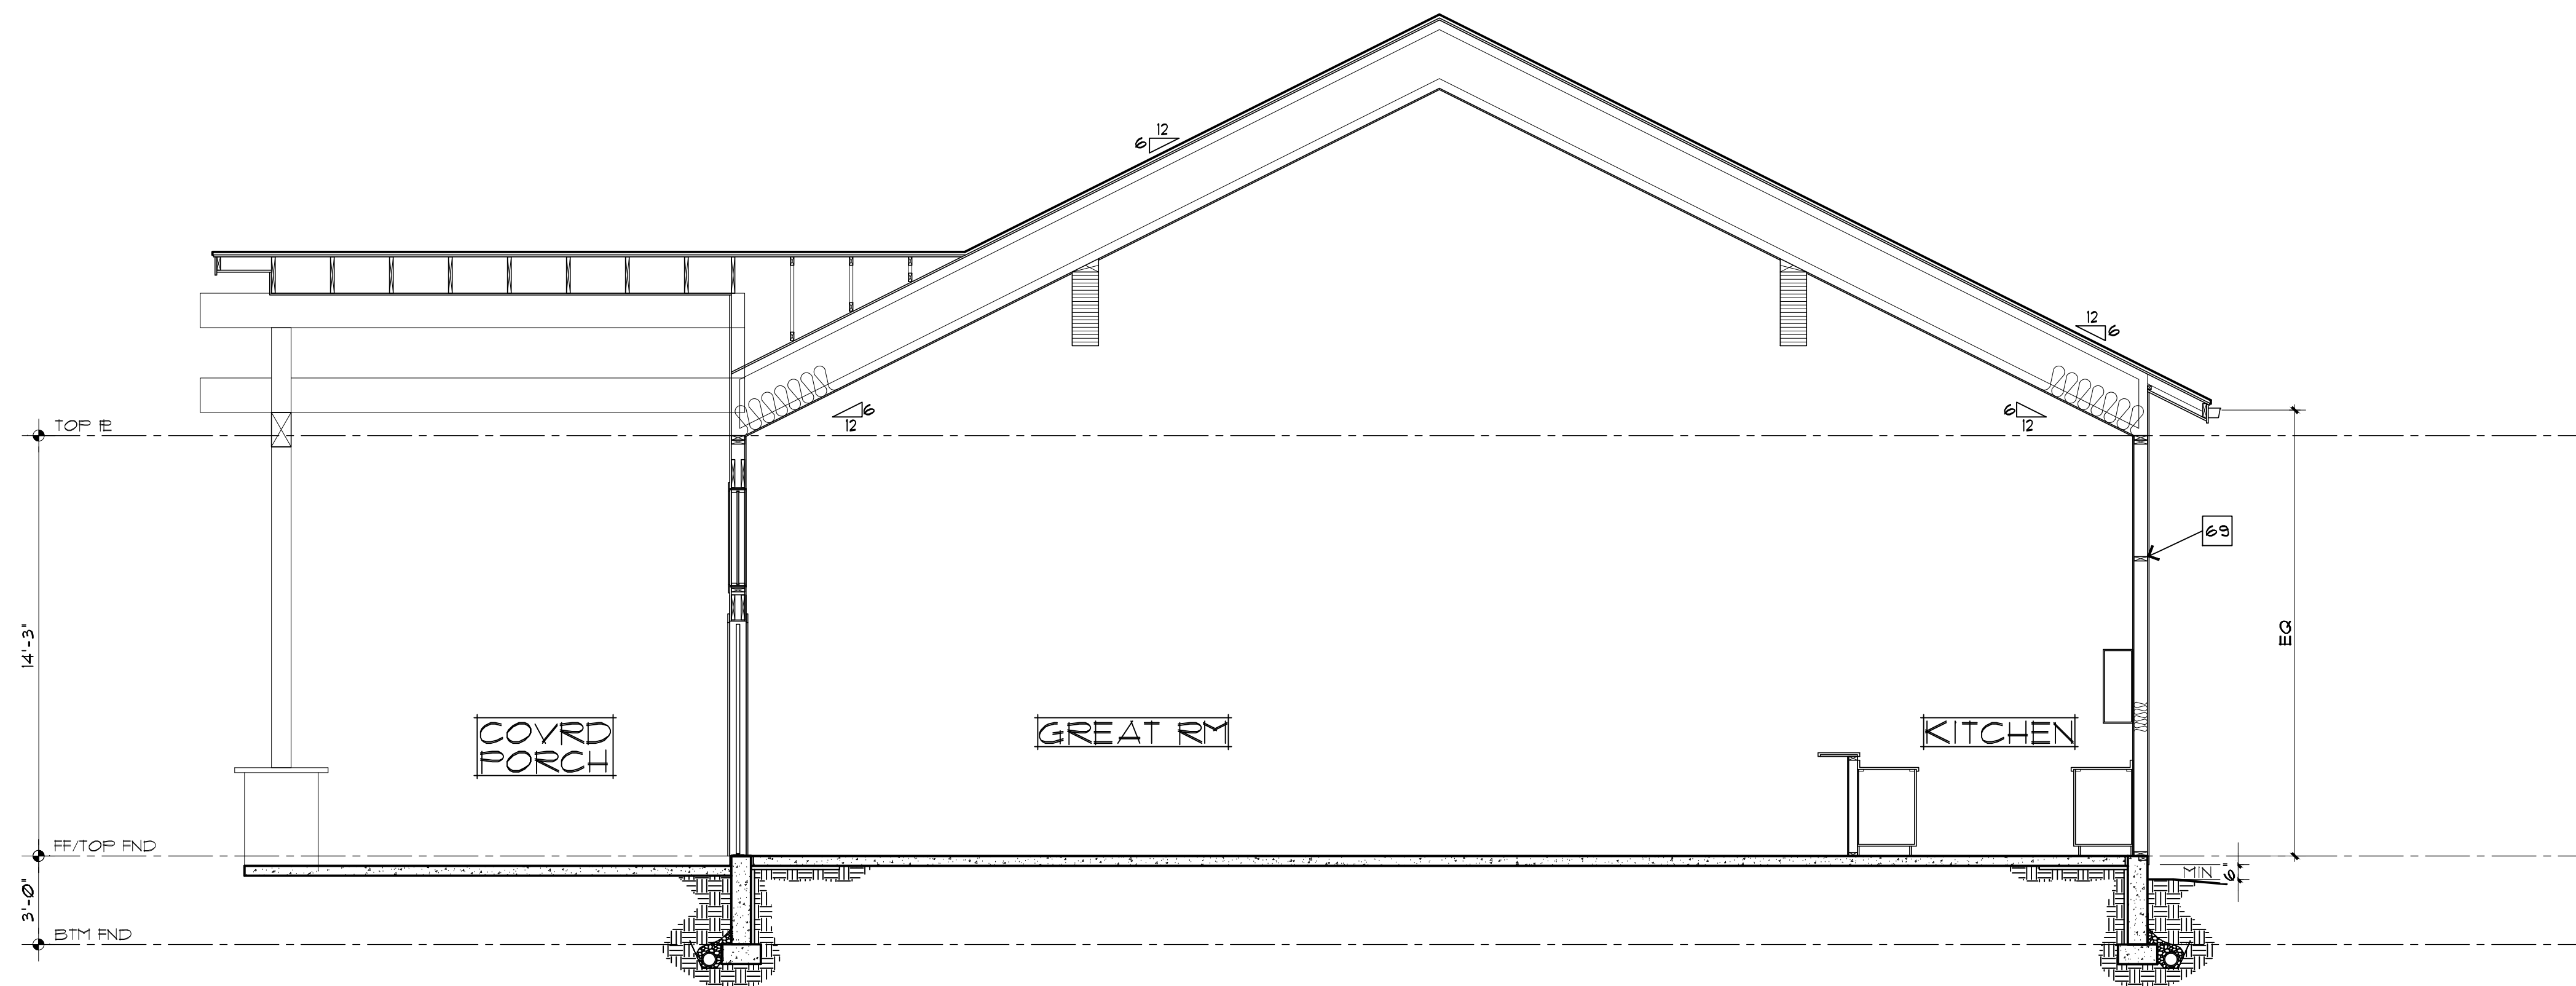 12
6
12
6
6
12
6
12
TOP PL
69
14'-3"
EQ
COVRD
PORCH
GREAT RM
KITCHEN
FF/TOP FND
MIN
6"
3'-0"
BTM FND